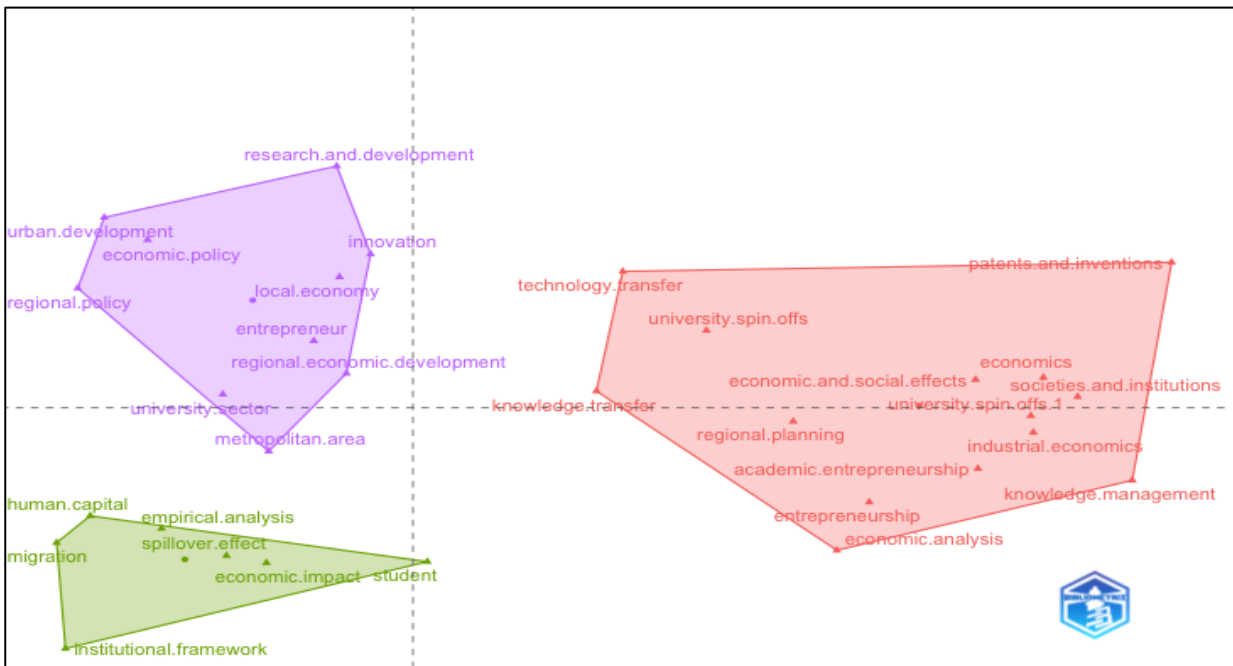 research.and.development
urban.development
economic.policy
innovation
regional.policy
local.economy
entrepreneur
regional.economic.development
university.sector
metropolitan.area
human.capital
empirical.analysis
migration
spillover.effect
economic.impact
student
institutional.framework
technology.transfer
patents.and.inventions
university.spin.offs
economics
economic.and.social.effects
societies.and.institutions
knowledge.transfer
university.spin.offs.1
regional.planning
industrial.economics
academic.entrepreneurship
knowledge.management
entrepreneurship
economic.analysis
BIBLIOMETRIX